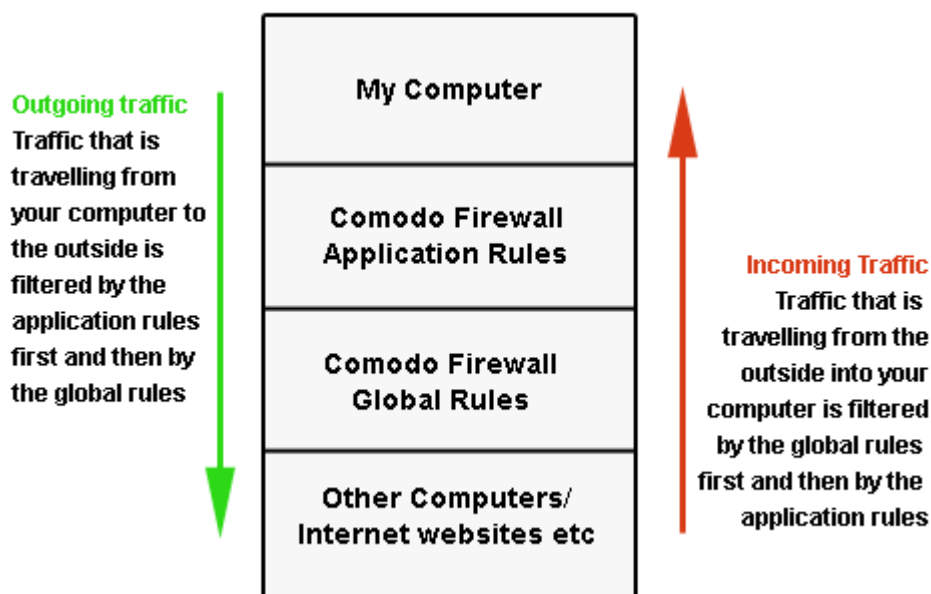 My Computer
Outgoing traffic
Traffic that is
travelling from
your computer to
the outside is
filtered by the
application rules
first and then by
the global rules
Comodo Firewall
Application Rules
Comodo Firewall
Global Rules
Other Computers/
Internet websites etc
Incoming Traffic
Traffic that is
travelling from the
outside into your
computer is filtered
by the global rules
first and then by the
application rules